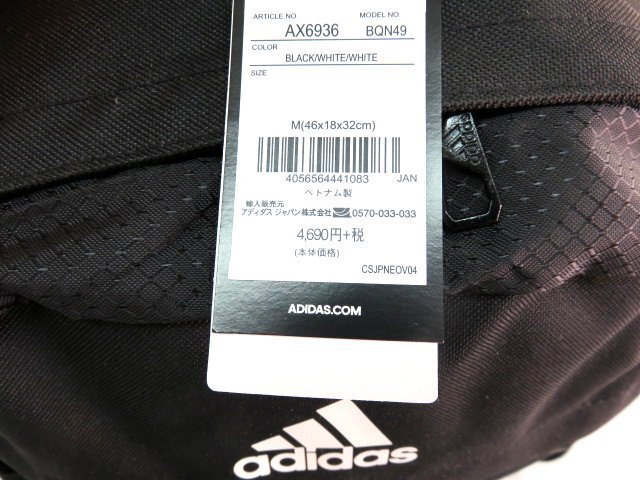 ARTICLE NO. MODEL NO.
AX6936 BQN49
COLOR
BLACK/WHITE/WHITE
SIZE
M(46x18x32cm)
4056564441083 JAN
ベトナム製
輸入販売元
アディダス ジャパン株式会社 0570-033-033
4,690円+税
(本体価格)
CSJPNEOV04
ADIDAS.COM
adidas
adidas